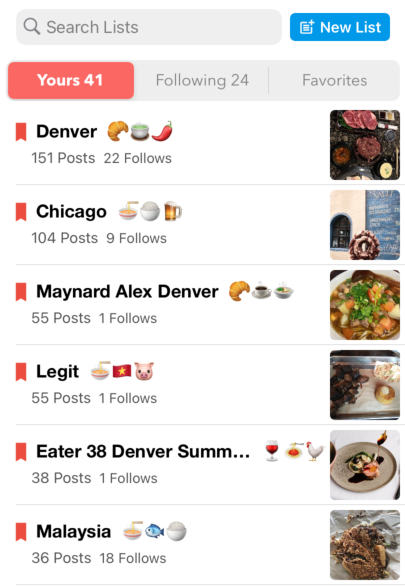 Search Lists
New List
Yours 41
Following 24
Favorites
Denver 🥐🍵🌶️
151 Posts 22 Follows
Chicago 🍜🍚🍺
104 Posts 9 Follows
Maynard Alex Denver 🥐☕🍲
55 Posts 1 Follows
Legit 🍜🇻🇳🐷
55 Posts 1 Follows
Eater 38 Denver Summ... 🍷🍝🐓
38 Posts 1 Follows
Malaysia 🍜🐟🍚
36 Posts 18 Follows